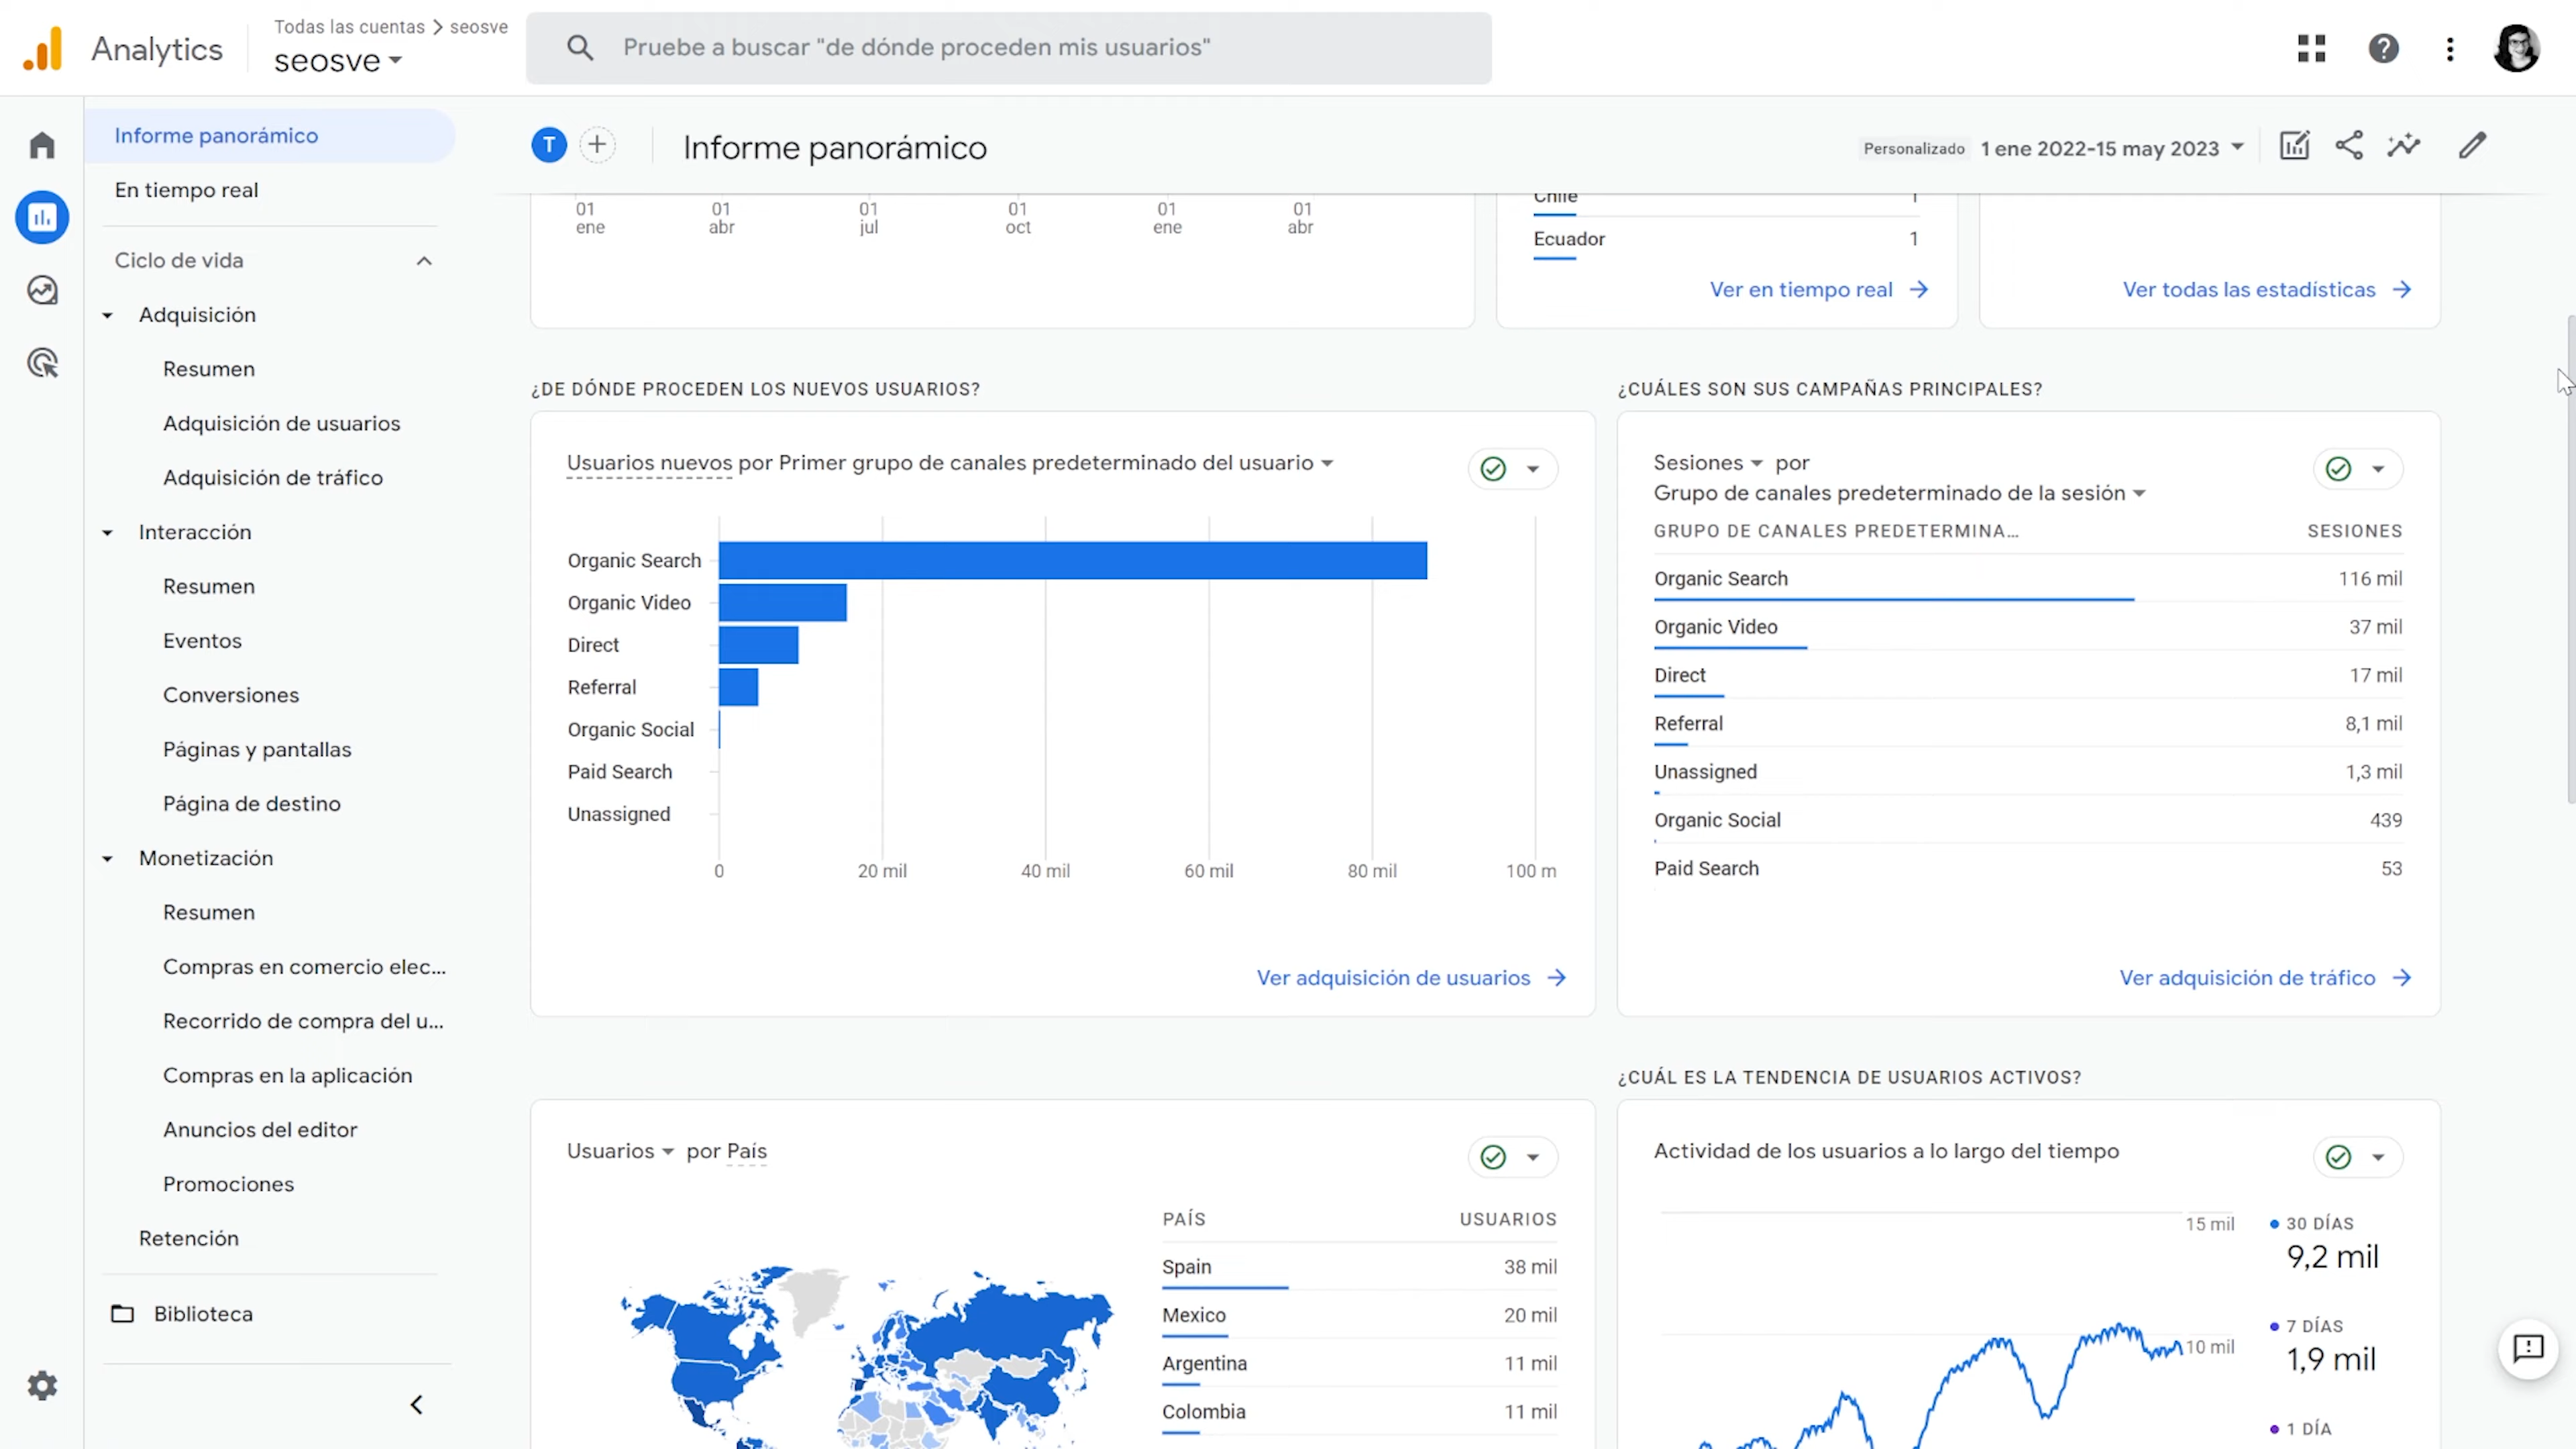 Analytics
Todas las cuentas > seosve
seosve
Pruebe a buscar "de dónde proceden mis usuarios"
Informe panorámico
En tiempo real
Ciclo de vida
Adquisición
Resumen
Adquisición de usuarios
Adquisición de tráfico
Interacción
Resumen
Eventos
Conversiones
Páginas y pantallas
Página de destino
Monetización
Resumen
Compras en comercio elec...
Recorrido de compra del u...
Compras en la aplicación
Anuncios del editor
Promociones
Retención
Biblioteca
T
Informe panorámico
Personalizado 1 ene 2022-15 may 2023
01 ene
01 abr
01 jul
01 oct
01 ene
01 abr
Chile 1
Ecuador 1
Ver en tiempo real
Ver todas las estadísticas
¿DE DÓNDE PROCEDEN LOS NUEVOS USUARIOS?
Usuarios nuevos por Primer grupo de canales predeterminado del usuario
Organic Search
Organic Video
Direct
Referral
Organic Social
Paid Search
Unassigned
0 20 mil 40 mil 60 mil 80 mil 100 m
Ver adquisición de usuarios
¿CUÁLES SON SUS CAMPAÑAS PRINCIPALES?
Sesiones por
Grupo de canales predeterminado de la sesión
GRUPO DE CANALES PREDETERMINA... SESIONES
Organic Search 116 mil
Organic Video 37 mil
Direct 17 mil
Referral 8,1 mil
Unassigned 1,3 mil
Organic Social 439
Paid Search 53
Ver adquisición de tráfico
Usuarios por País
PAÍS USUARIOS
Spain 38 mil
Mexico 20 mil
Argentina 11 mil
Colombia 11 mil
¿CUÁL ES LA TENDENCIA DE USUARIOS ACTIVOS?
Actividad de los usuarios a lo largo del tiempo
15 mil
10 mil
30 DÍAS
9,2 mil
7 DÍAS
1,9 mil
1 DÍA